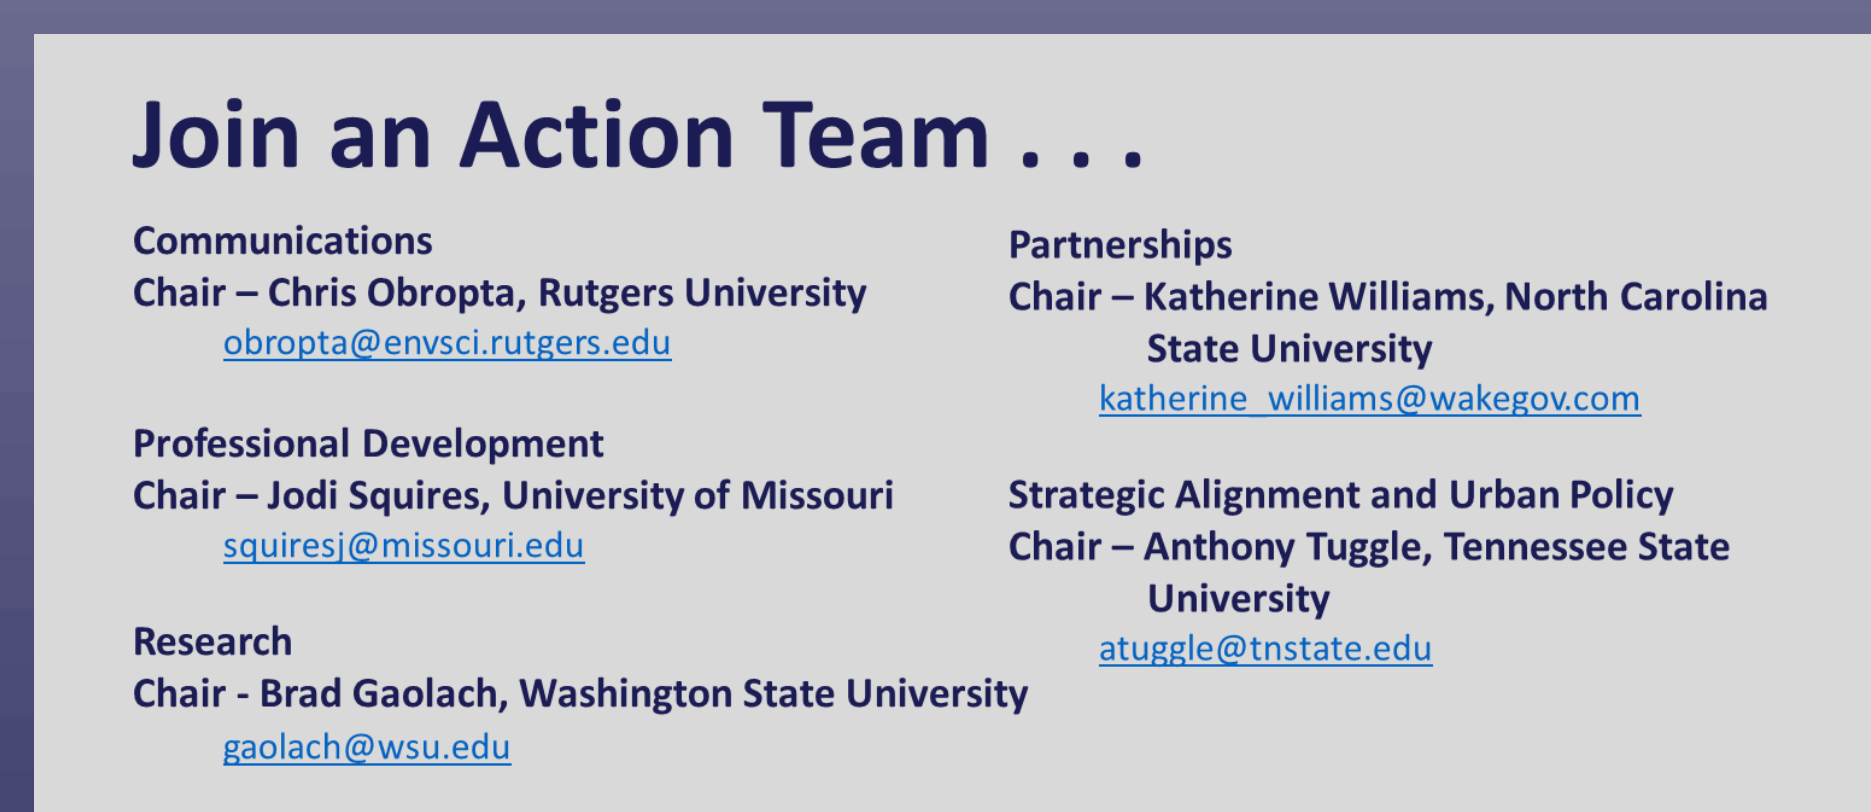 Join an Action Team . . .
Communications
Chair – Chris Obropta, Rutgers University
obropta@envsci.rutgers.edu
Professional Development
Chair – Jodi Squires, University of Missouri
squiresj@missouri.edu
Research
Chair - Brad Gaolach, Washington State University
gaolach@wsu.edu
Partnerships
Chair – Katherine Williams, North Carolina
State University
katherine_williams@wakegov.com
Strategic Alignment and Urban Policy
Chair – Anthony Tuggle, Tennessee State
University
atuggle@tnstate.edu